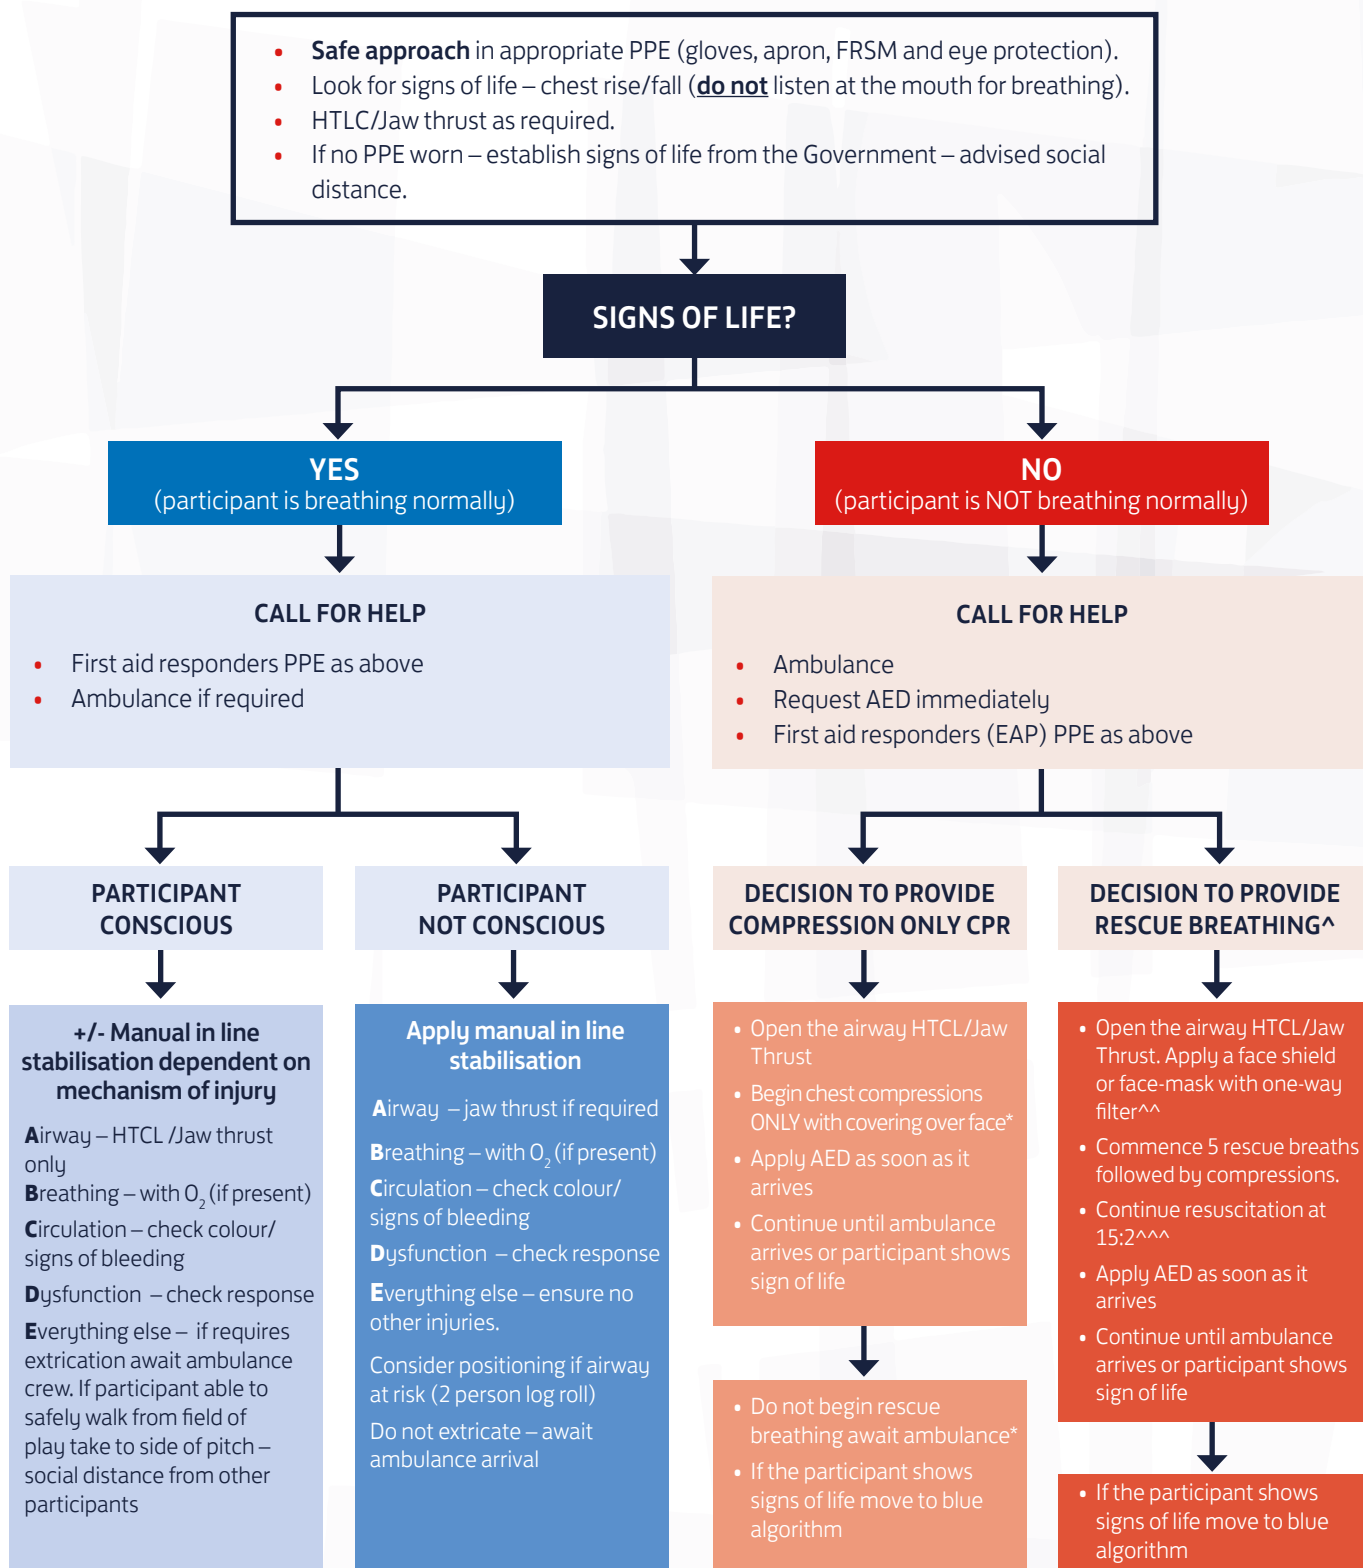 • Safe approach in appropriate PPE (gloves, apron, FRSM and eye protection).
• Look for signs of life – chest rise/fall (do not listen at the mouth for breathing).
• HTLC/Jaw thrust as required.
• If no PPE worn – establish signs of life from the Government – advised social
distance.
SIGNS OF LIFE?
YES
(participant is breathing normally)
CALL FOR HELP
• First aid responders PPE as above
• Ambulance if required
PARTICIPANT
CONSCIOUS
+/- Manual in line
stabilisation dependent on
mechanism of injury
Airway – HTCL /Jaw thrust
only
Breathing – with O₂ (if present)
Circulation – check colour/
signs of bleeding
Dysfunction – check response
Everything else – if requires
extrication await ambulance
crew. If participant able to
safely walk from field of
play take to side of pitch –
social distance from other
participants
PARTICIPANT
NOT CONSCIOUS
Apply manual in line
stabilisation
Airway – jaw thrust if required
Breathing – with O₂ (if present)
Circulation – check colour/
signs of bleeding
Dysfunction – check response
Everything else – ensure no
other injuries.
Consider positioning if airway
at risk (2 person log roll)
Do not extricate – await
ambulance arrival
NO
(participant is NOT breathing normally)
CALL FOR HELP
• Ambulance
• Request AED immediately
• First aid responders (EAP) PPE as above
DECISION TO PROVIDE
COMPRESSION ONLY CPR
• Open the airway HTCL/Jaw
Thrust
• Begin chest compressions
ONLY with covering over face*
• Apply AED as soon as it
arrives
• Continue until ambulance
arrives or participant shows
sign of life
• Do not begin rescue
breathing await ambulance*
• If the participant shows
signs of life move to blue
algorithm
DECISION TO PROVIDE
RESCUE BREATHING^
• Open the airway HTCL/Jaw
Thrust. Apply a face shield
or face-mask with one-way
filter^^
• Commence 5 rescue breaths
followed by compressions.
• Continue resuscitation at
15:2^^^
• Apply AED as soon as it
arrives
• Continue until ambulance
arrives or participant shows
sign of life
• If the participant shows
signs of life move to blue
algorithm